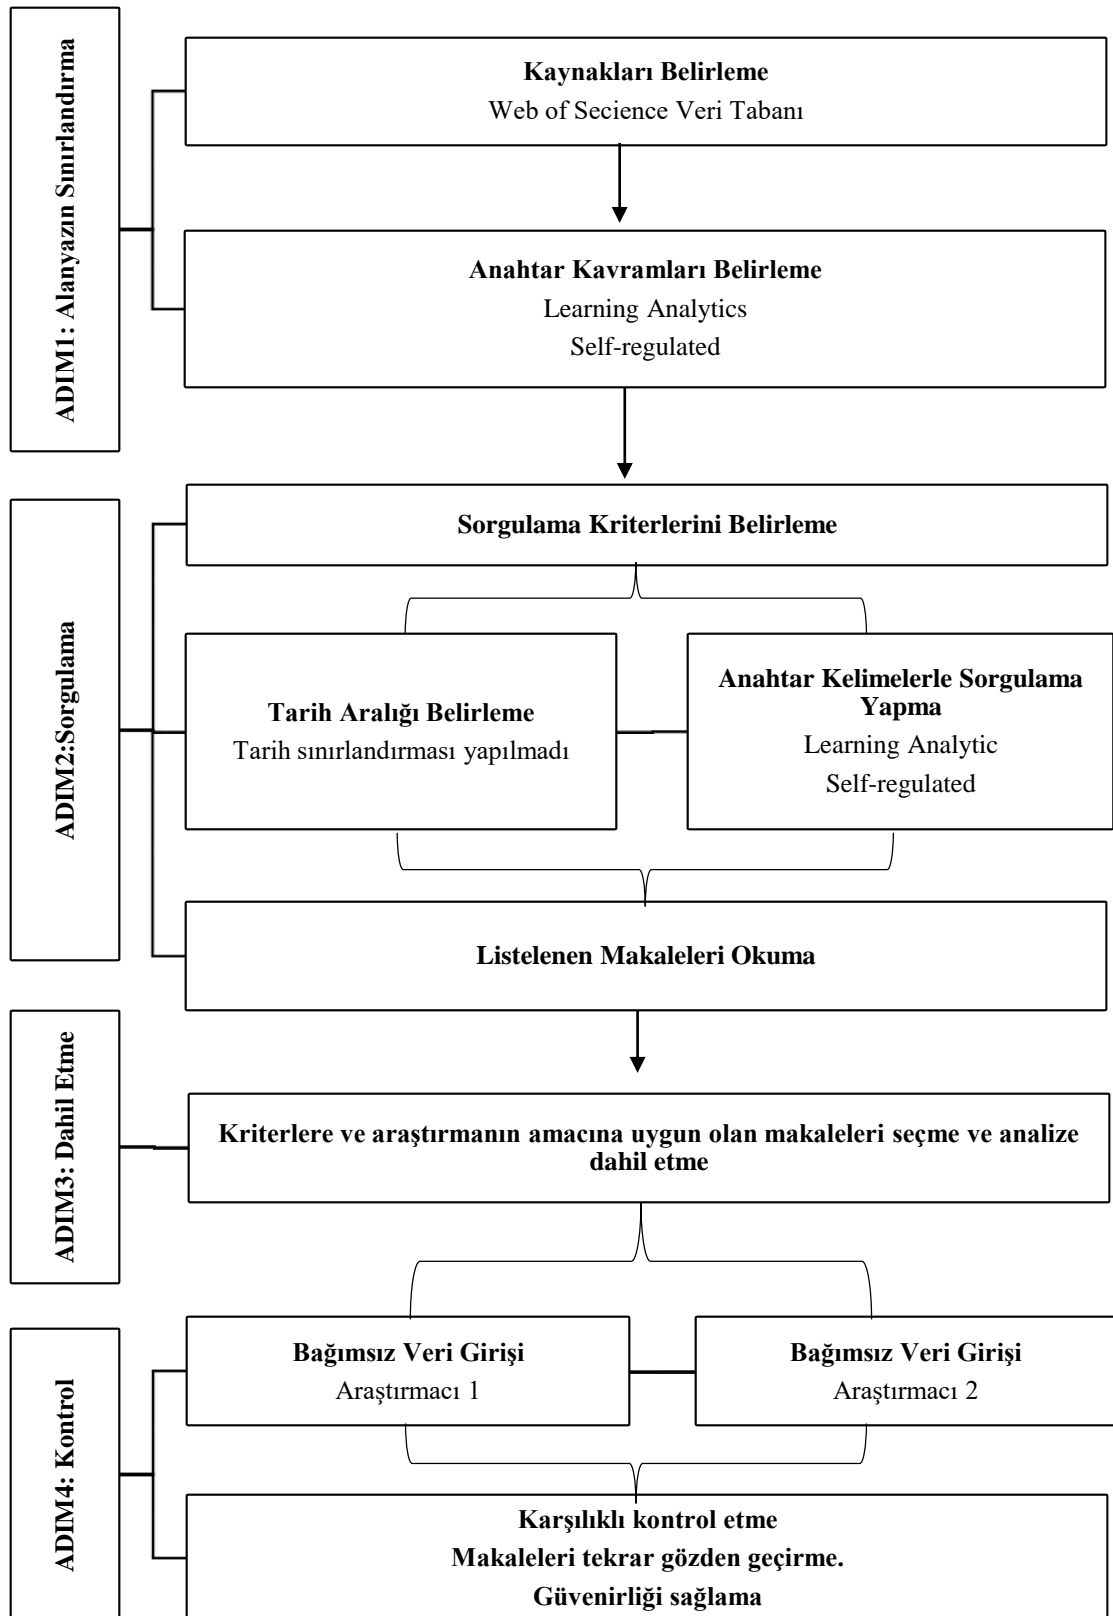 ADIM1: Alanyazın Sınırlandırma
Kaynakları Belirleme
Web of Secience Veri Tabanı
Anahtar Kavramları Belirleme
Learning Analytics
Self-regulated
ADIM2:Sorgulama
Sorgulama Kriterlerini Belirleme
Tarih Aralığı Belirleme
Tarih sınırlandırması yapılmadı
Anahtar Kelimelerle Sorgulama
Yapma
Learning Analytic
Self-regulated
Listelenen Makaleleri Okuma
ADIM3: Dahil Etme
Kriterlere ve araştırmanın amacına uygun olan makaleleri seçme ve analize
dahil etme
ADIM4: Kontrol
Bağımsız Veri Girişi
Araştırmacı 1
Bağımsız Veri Girişi
Araştırmacı 2
Karşılıklı kontrol etme
Makaleleri tekrar gözden geçirme.
Güvenirliği sağlama